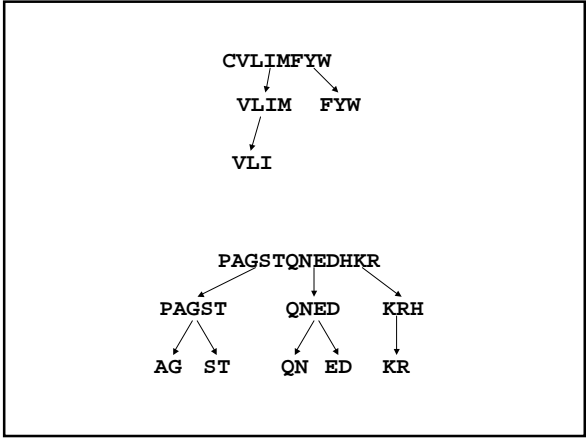 CVLIMFYW
VLIM FYW
VLI
PAGSTQNEDHKR
PAGST QNED KRH
AG ST QN ED KR